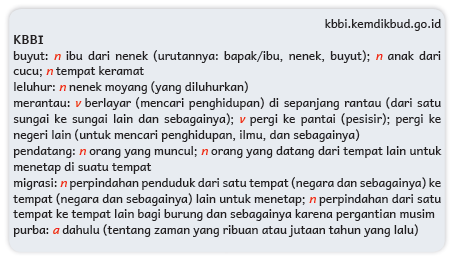 kbbi.kemdikbud.go.id
KBBI
buyut: n ibu dari nenek (urutannya: bapak/ibu, nenek, buyut); n anak dari
cucu; n tempat keramat
leluhur: n nenek moyang (yang diluhurkan)
merantau: v berlayar (mencari penghidupan) di sepanjang rantau (dari satu
sungai ke sungai lain dan sebagainya); v pergi ke pantai (pesisir); pergi ke
negeri lain (untuk mencari penghidupan, ilmu, dan sebagainya)
pendatang: n orang yang muncul; n orang yang datang dari tempat lain untuk
menetap di suatu tempat
migrasi: n perpindahan penduduk dari satu tempat (negara dan sebagainya) ke
tempat (negara dan sebagainya) lain untuk menetap; n perpindahan dari satu
tempat ke tempat lain bagi burung dan sebagainya karena pergantian musim
purba: a dahulu (tentang zaman yang ribuan atau jutaan tahun yang lalu)